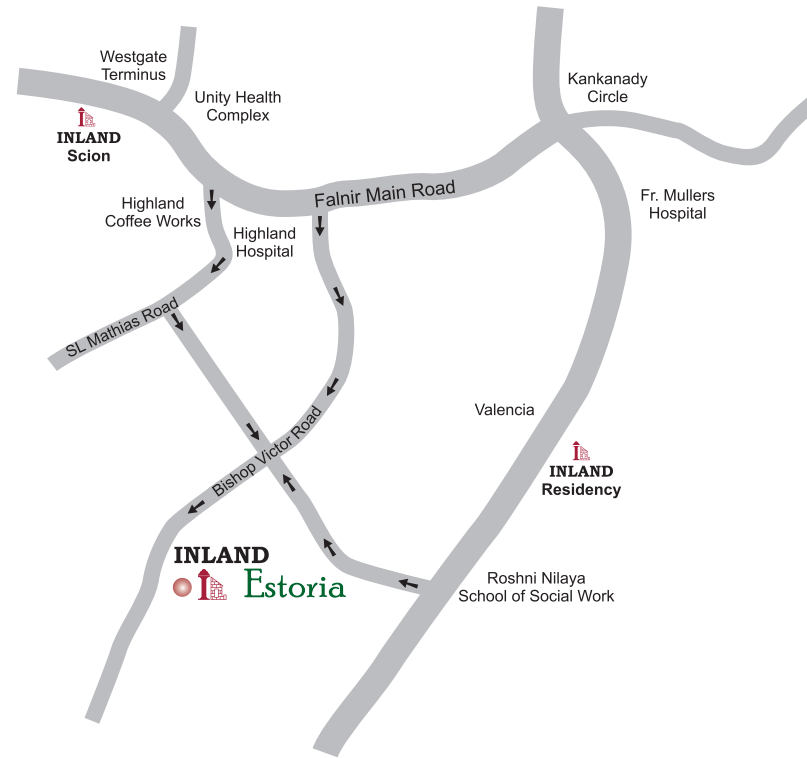 Westgate
Terminus
Unity Health
Complex
Kankanady
Circle
INLAND
Scion
Highland
Coffee Works
Falnir Main Road
Fr. Mullers
Hospital
Highland
Hospital
SL Mathias Road
Valencia
Bishop Victor Road
INLAND
Residency
INLAND
Estoria
Roshni Nilaya
School of Social Work